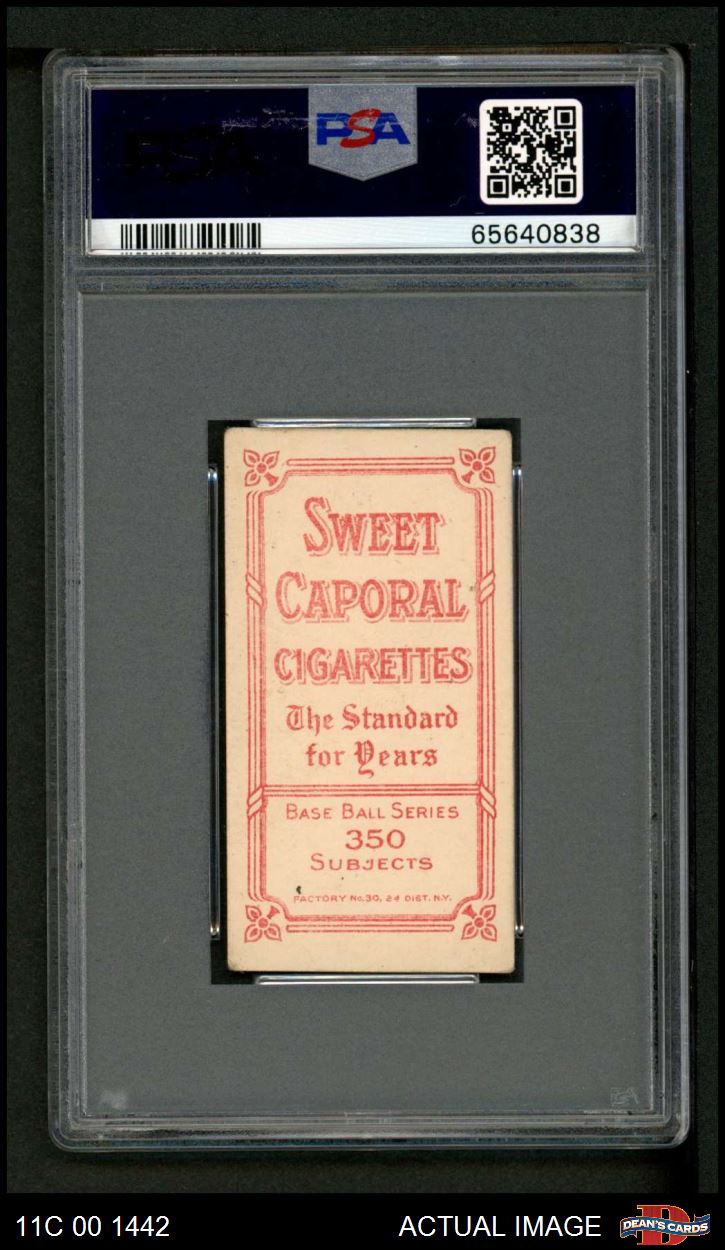 PSA
65640838
SWEET
CAPORAL
CIGARETTES
The Standard
for Years
BASE BALL SERIES
350
SUBJECTS
FACTORY No. 30, 2d DIST. N.Y.
11C 00 1442 ACTUAL IMAGE DEAN'S CARDS